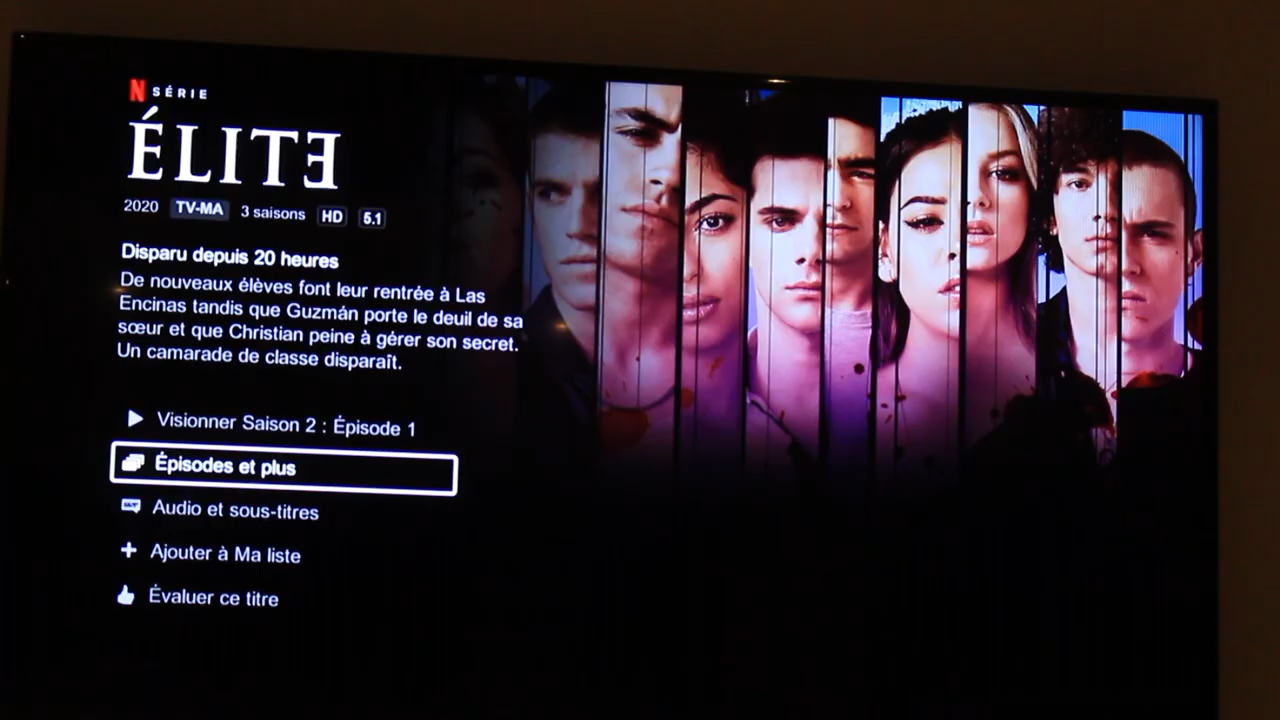 N SÉRIE
ÉLITE
2020 TV-MA 3 saisons HD 5.1
Disparu depuis 20 heures
De nouveaux élèves font leur rentrée à Las
Encinas tandis que Guzmán porte le deuil de sa
sœur et que Christian peine à gérer son secret.
Un camarade de classe disparaît.
Visionner Saison 2 : Épisode 1
Épisodes et plus
Audio et sous-titres
Ajouter à Ma liste
Évaluer ce titre